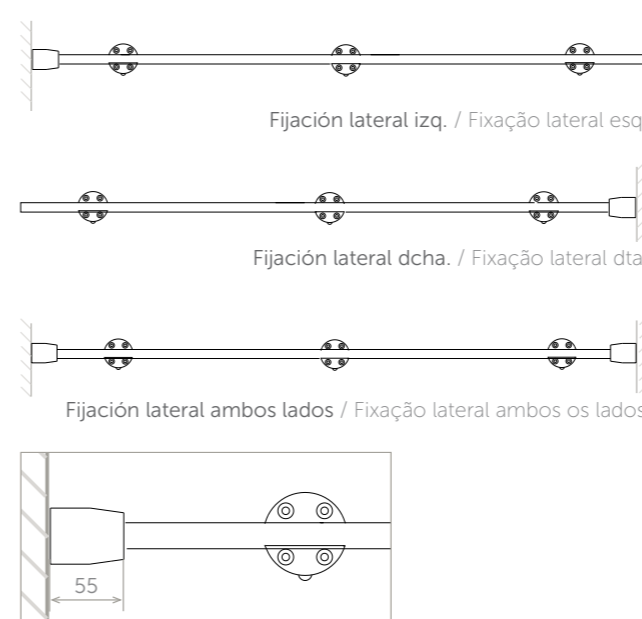 Fijación lateral izq. / Fixação lateral esq
Fijación lateral dcha. / Fixação lateral dta
Fijación lateral ambos lados / Fixação lateral ambos os lados
55